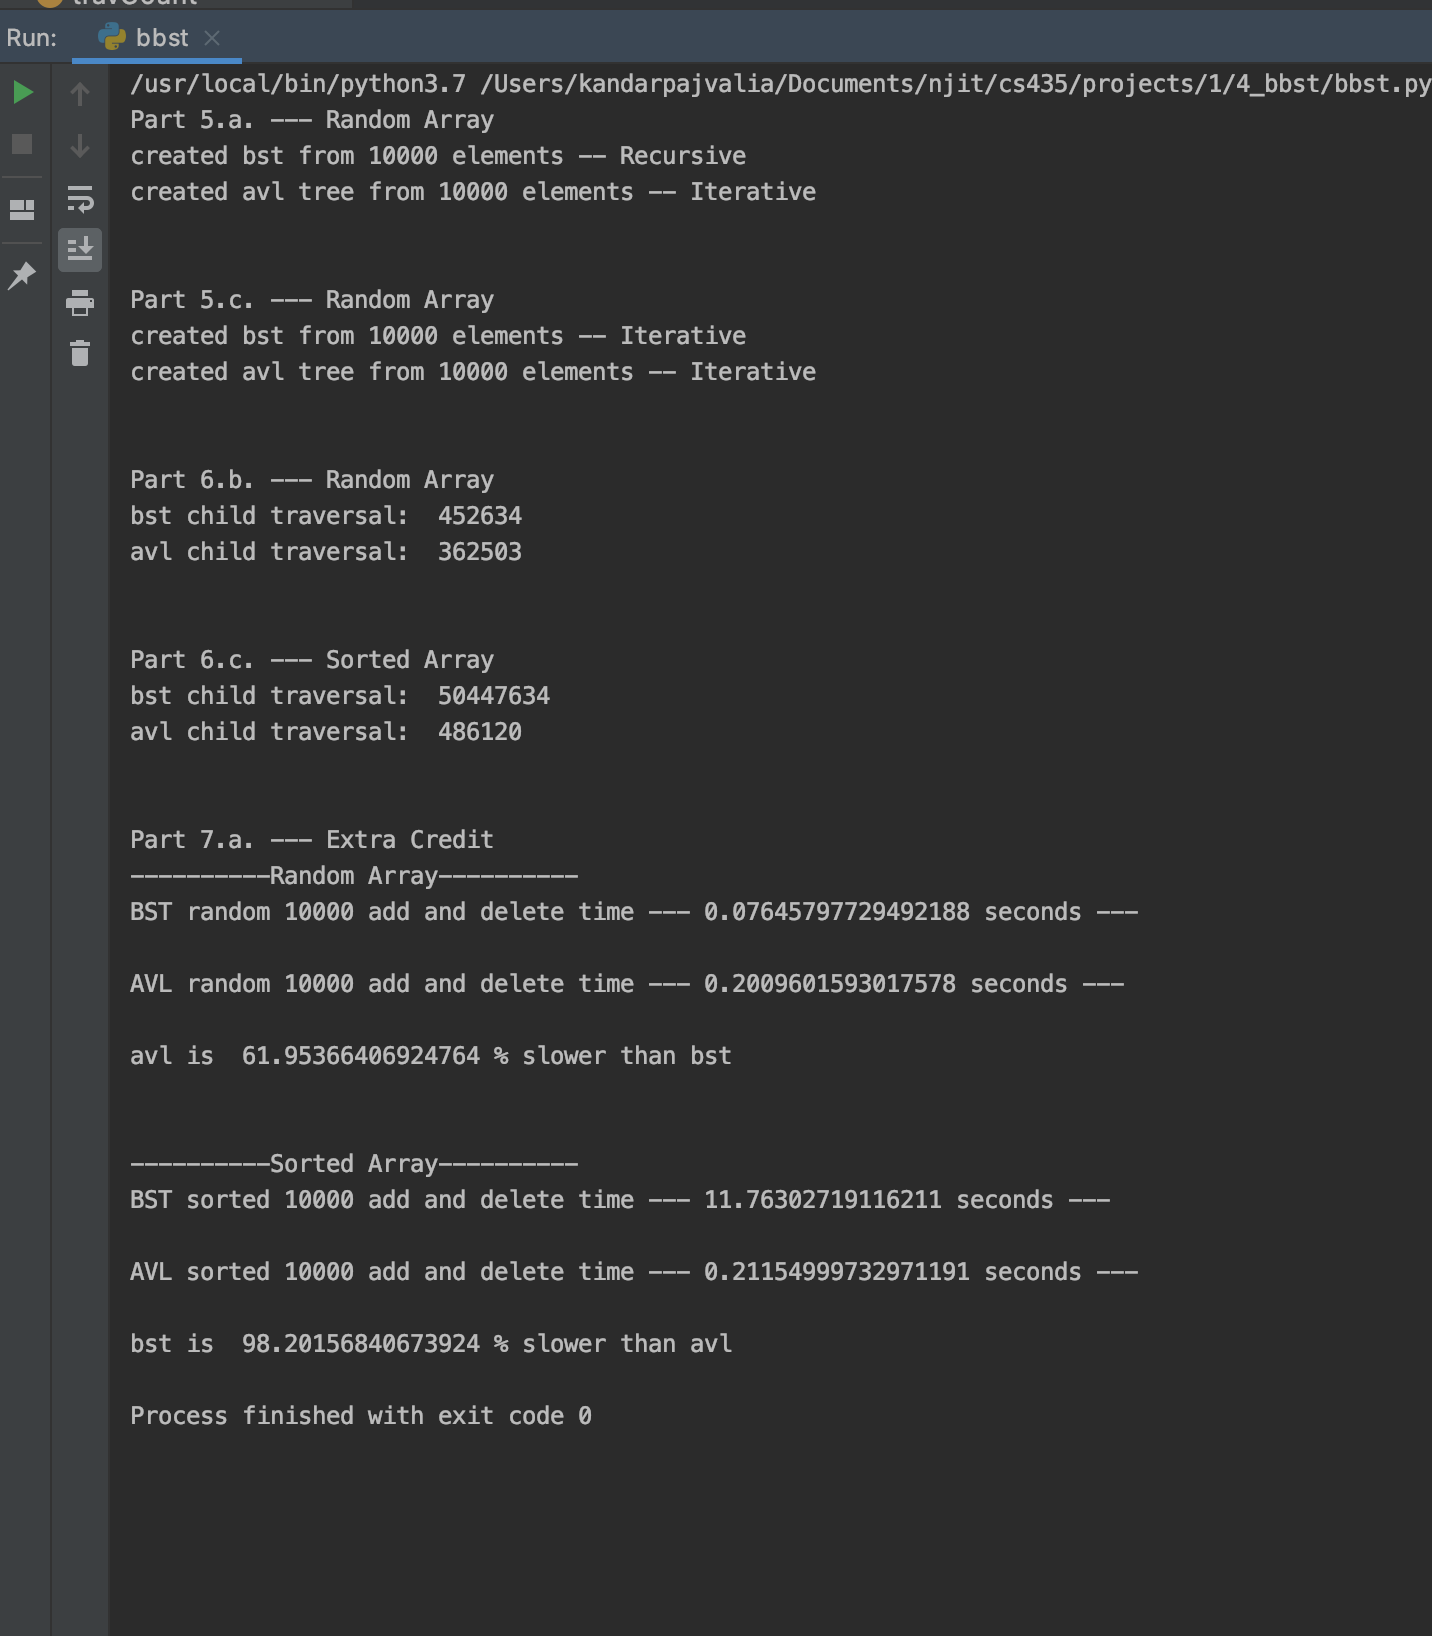 travCount
Run: bbst
/usr/local/bin/python3.7 /Users/kandarpajvalia/Documents/njit/cs435/projects/1/4_bbst/bbst.py
Part 5.a. --- Random Array
created bst from 10000 elements -- Recursive
created avl tree from 10000 elements -- Iterative
Part 5.c. --- Random Array
created bst from 10000 elements -- Iterative
created avl tree from 10000 elements -- Iterative
Part 6.b. --- Random Array
bst child traversal:  452634
avl child traversal:  362503
Part 6.c. --- Sorted Array
bst child traversal:  50447634
avl child traversal:  486120
Part 7.a. --- Extra Credit
----------Random Array----------
BST random 10000 add and delete time --- 0.07645797729492188 seconds ---
AVL random 10000 add and delete time --- 0.2009601593017578 seconds ---
avl is  61.95366406924764 % slower than bst
----------Sorted Array----------
BST sorted 10000 add and delete time --- 11.76302719116211 seconds ---
AVL sorted 10000 add and delete time --- 0.21154999732971191 seconds ---
bst is  98.20156840673924 % slower than avl
Process finished with exit code 0